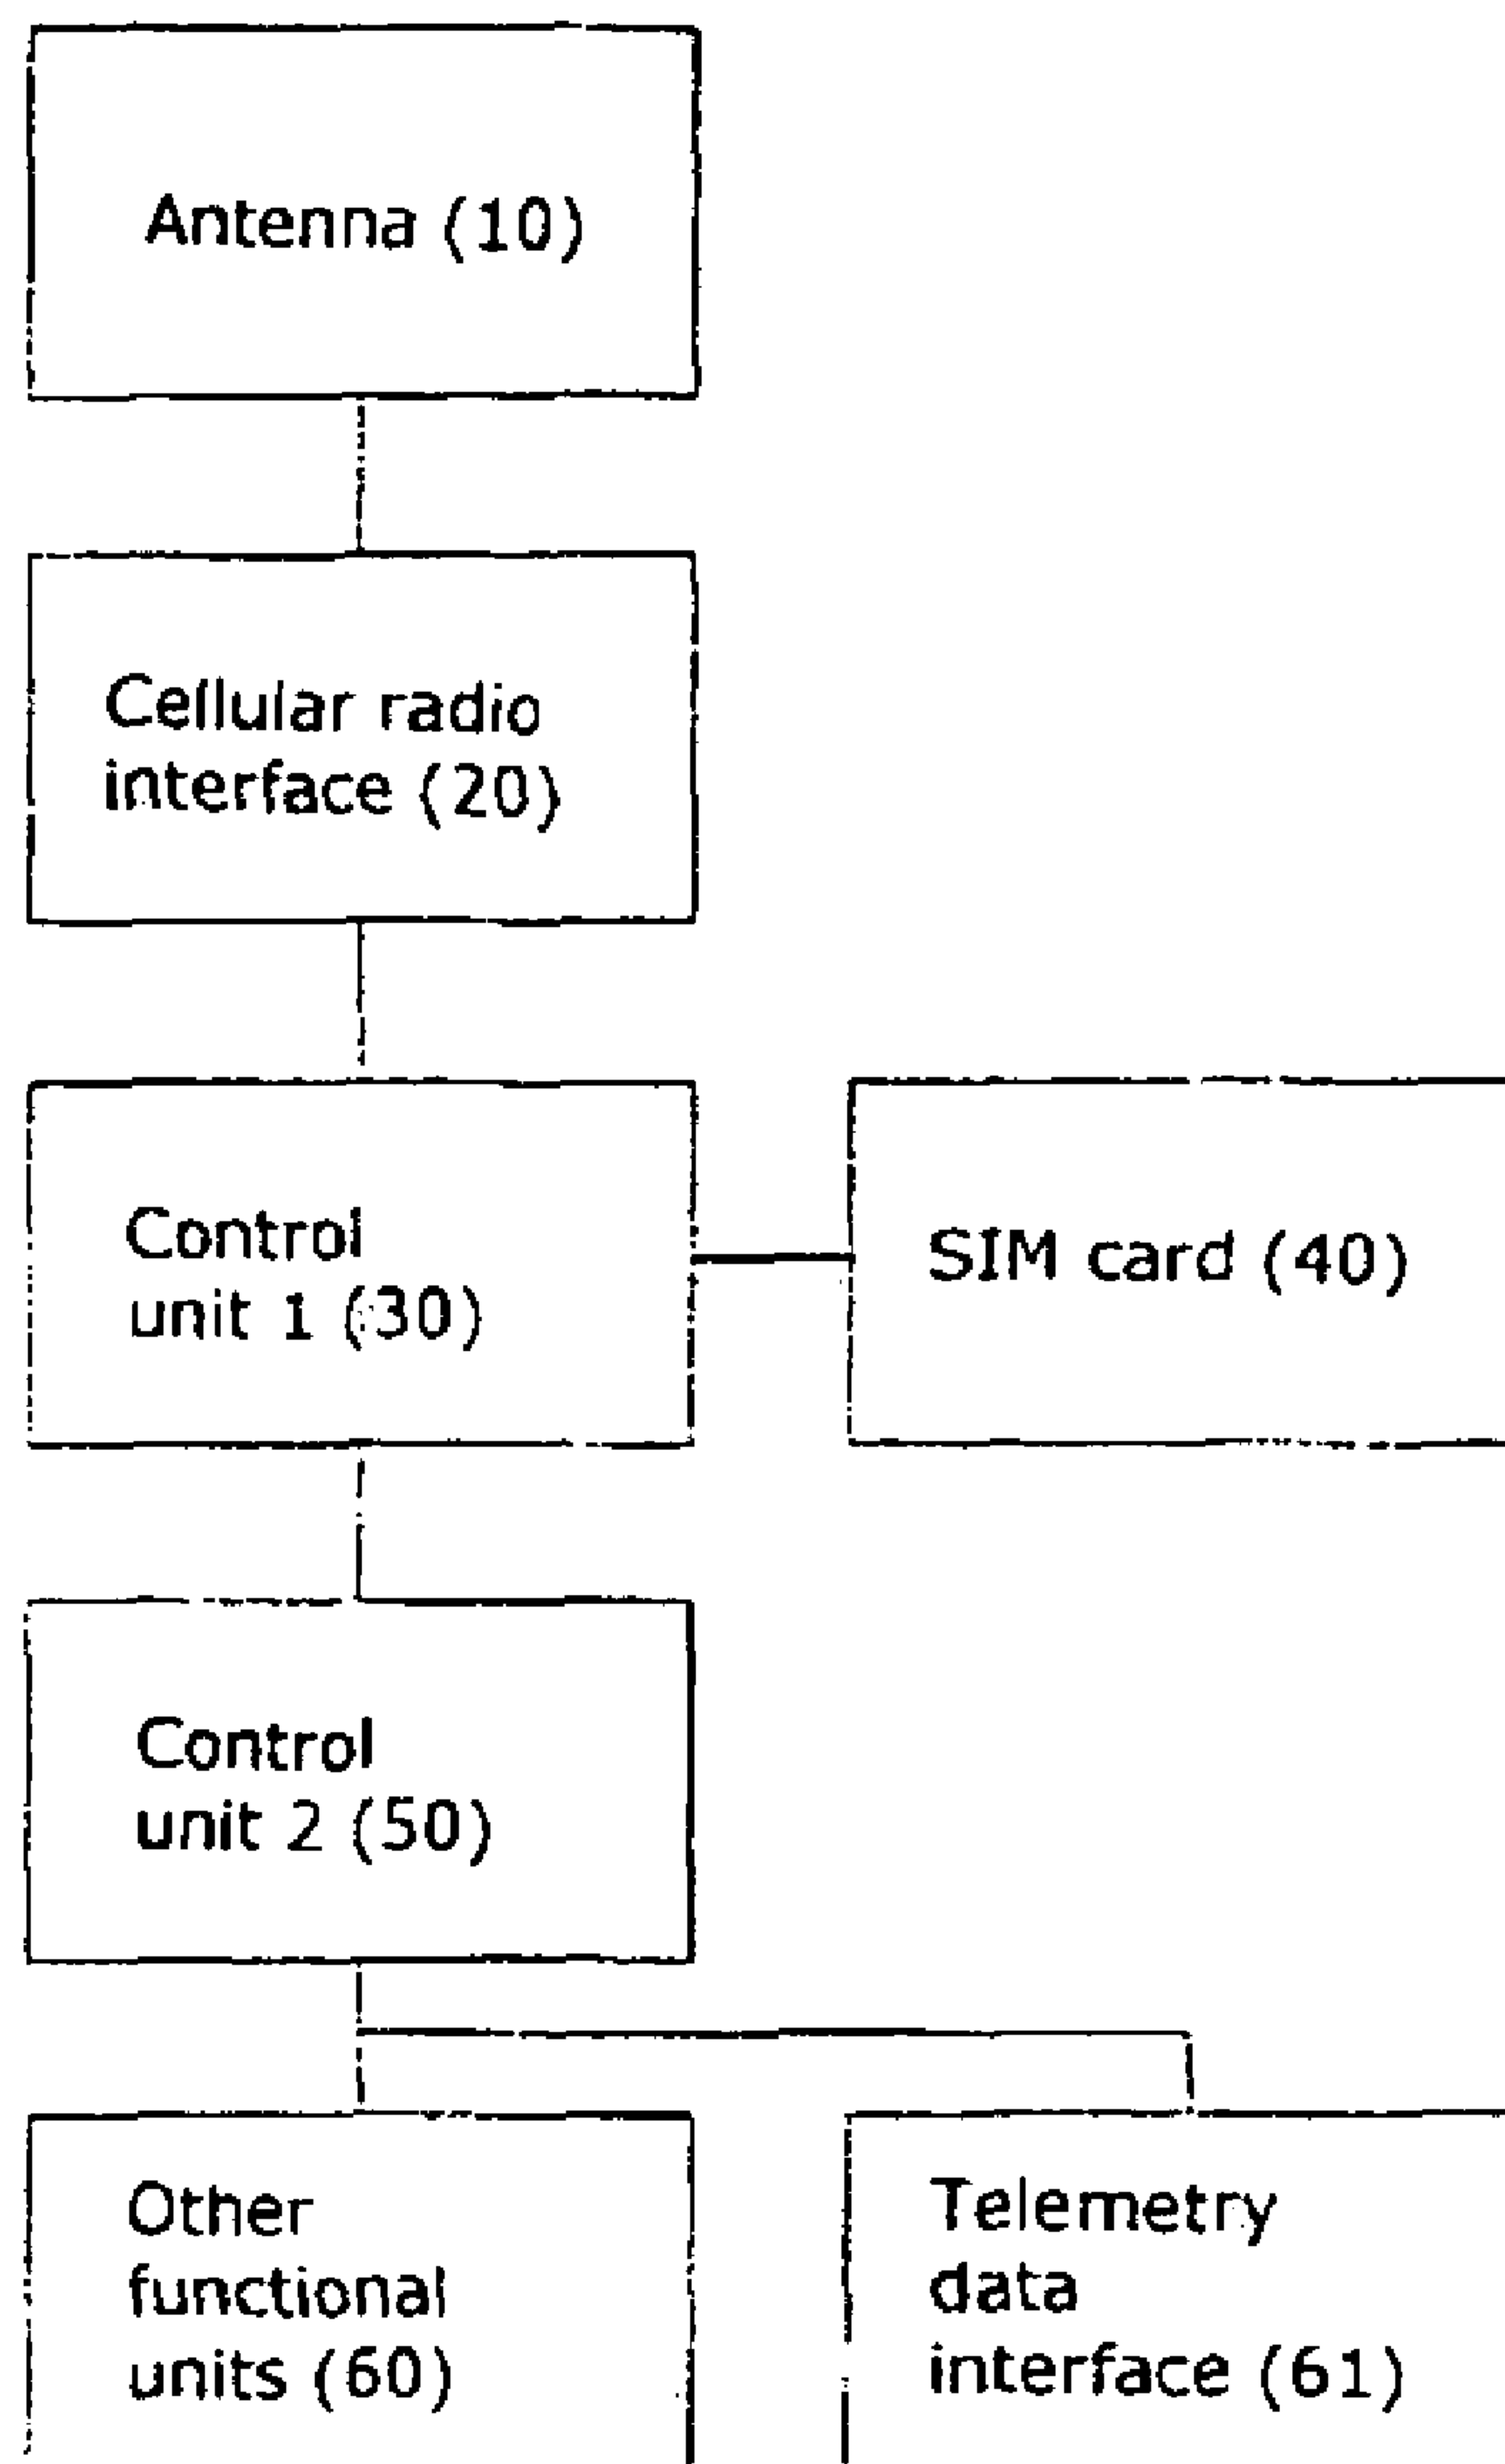 Antenna (10)
Cellular radio
interface (20)
Control
unit 1 (30)
SIM card (40)
Control
unit 2 (50)
Other
functional
units (60)
Telemetry
data
interface (61)